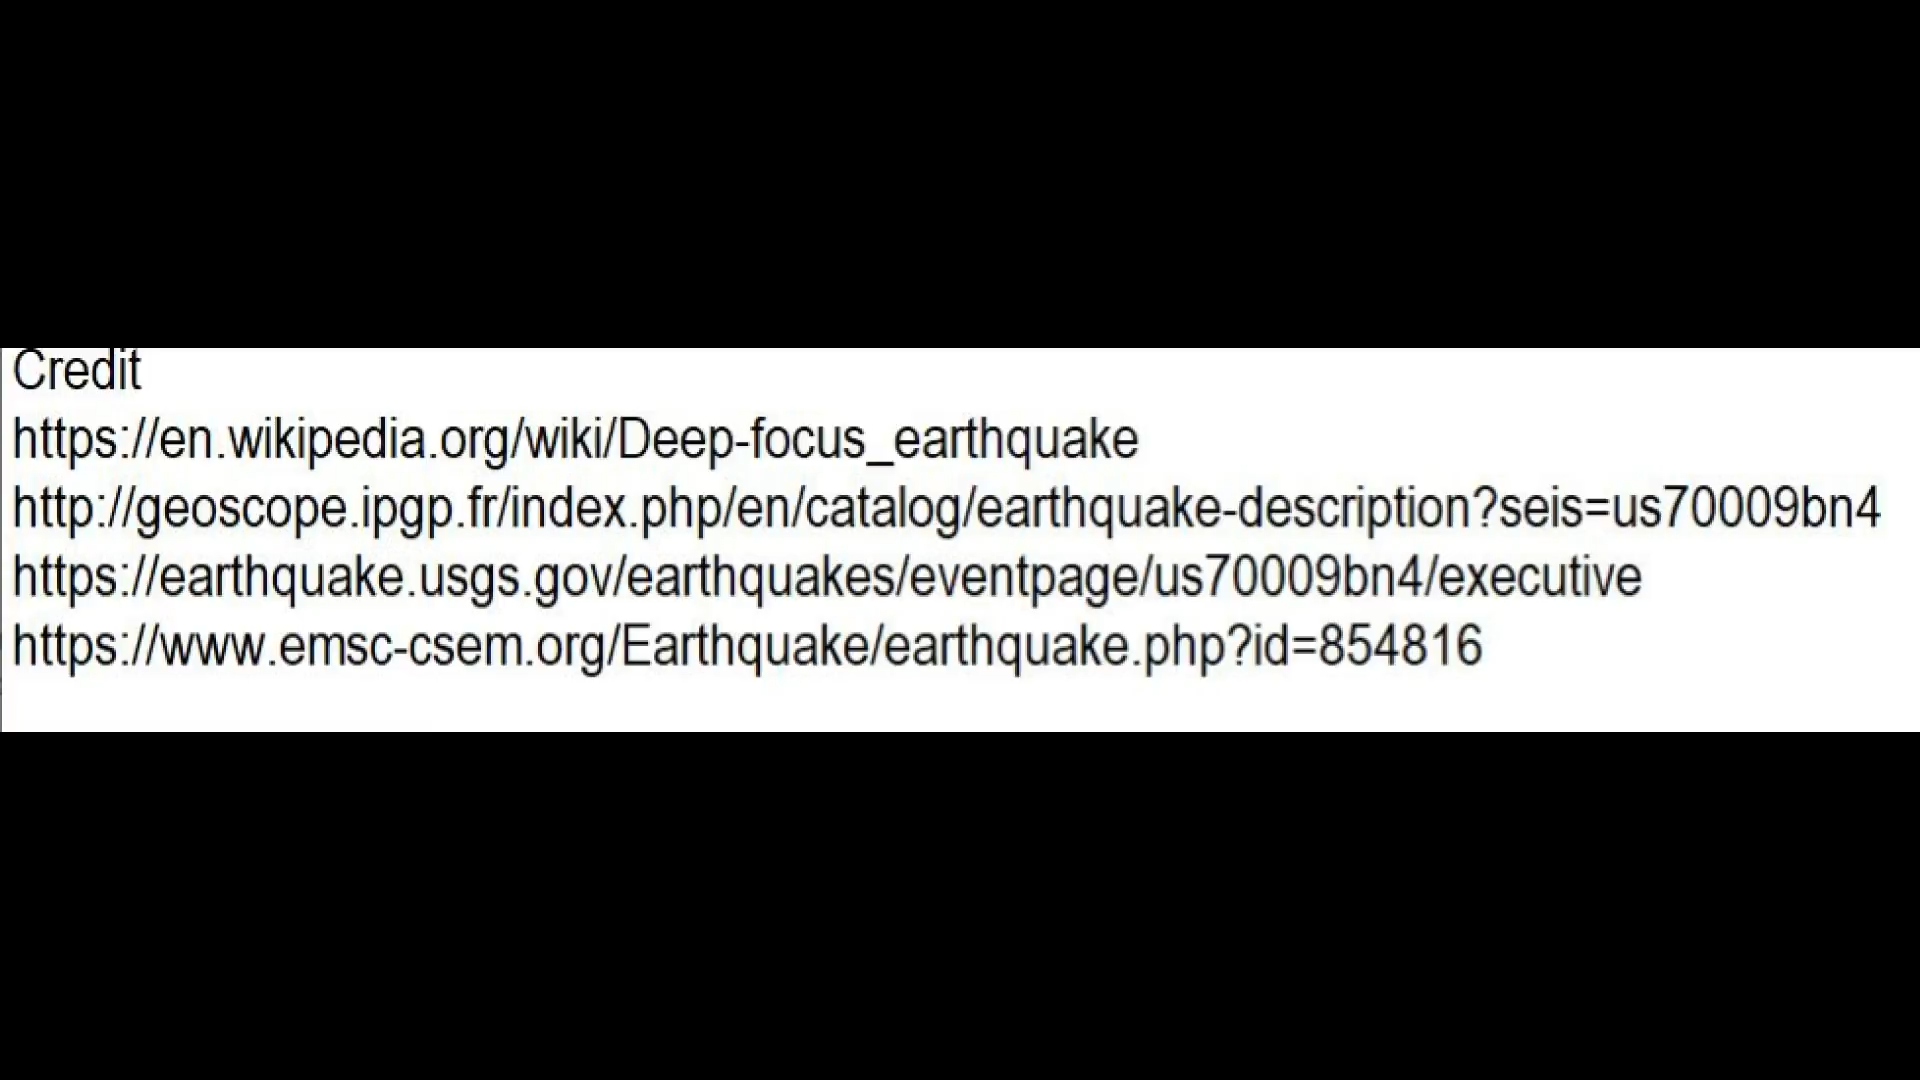 Credit
https://en.wikipedia.org/wiki/Deep-focus_earthquake
http://geoscope.ipgp.fr/index.php/en/catalog/earthquake-description?seis=us70009bn4
https://earthquake.usgs.gov/earthquakes/eventpage/us70009bn4/executive
https://www.emsc-csem.org/Earthquake/earthquake.php?id=854816